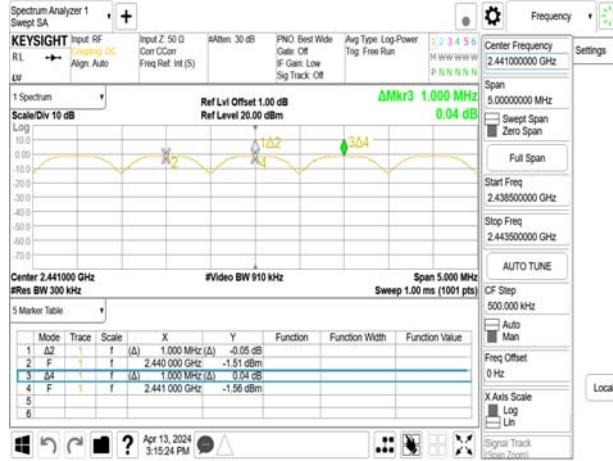 Spectrum Analyzer 1
Swept SA
+
Frequency
Settings
KEYSIGHT
RL
Input: RF
Coupling: DC
Align: Auto
Input Z: 50 Ω
Corr CCorr
Freq Ref: Int (S)
#Atten: 30 dB
PNO: Best Wide
Gate: Off
IF Gain: Low
Sig Track: Off
Avg Type: Log-Power
Trig: Free Run
1 2 3 4 5 6
M W W W W W
P N N N N N
1 Spectrum
Scale/Div 10 dB
Log
Ref Lvl Offset 1.00 dB
Ref Level 20.00 dBm
ΔMkr3 1.000 MHz
0.04 dB
10.0
0.00
-10.0
-20.0
-30.0
-40.0
-50.0
-60.0
-70.0
2
1Δ2
4
3Δ4
Center 2.441000 GHz
#Res BW 300 kHz
#Video BW 910 kHz
Span 5.000 MHz
Sweep 1.00 ms (1001 pts)
5 Marker Table
Mode Trace Scale X Y Function Function Width Function Value
1 Δ2 1 f (Δ) 1.000 MHz (Δ) -0.05 dB
2 F 1 f 2.440 000 GHz -1.51 dBm
3 Δ4 1 f (Δ) 1.000 MHz (Δ) 0.04 dB
4 F 1 f 2.441 000 GHz -1.56 dBm
5
6
?
Apr 13, 2024
3:15:24 PM
Center Frequency
2.441000000 GHz
Span
5.00000000 MHz
Swept Span
Zero Span
Full Span
Start Freq
2.438500000 GHz
Stop Freq
2.443500000 GHz
AUTO TUNE
CF Step
500.000 kHz
Auto
Man
Freq Offset
0 Hz
X Axis Scale
Log
Lin
Signal Track
(Span Zoom)
Local